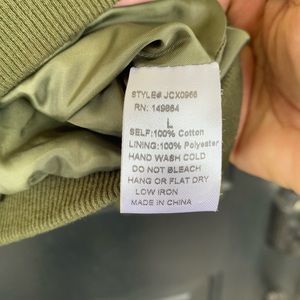 STYLE# JCX0966
RN: 149864
L
SELF:100% Cotton
LINING:100% Polyester
HAND WASH COLD
DO NOT BLEACH
HANG OR FLAT DRY
LOW IRON
MADE IN CHINA